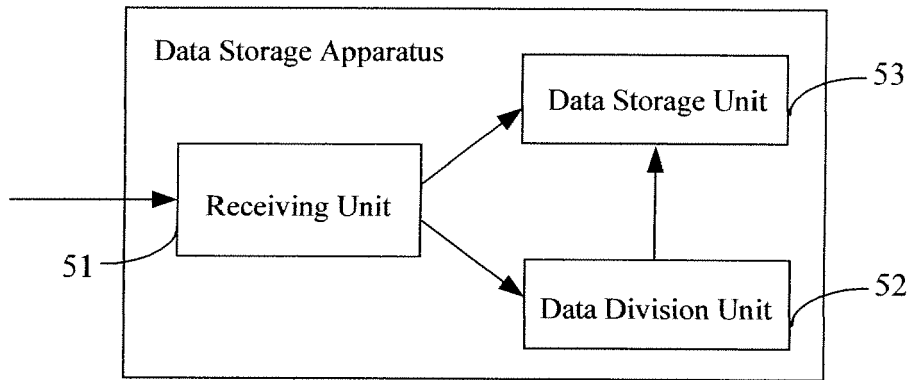 Data Storage Apparatus
53
Data Storage Unit
Receiving Unit
51
52
Data Division Unit